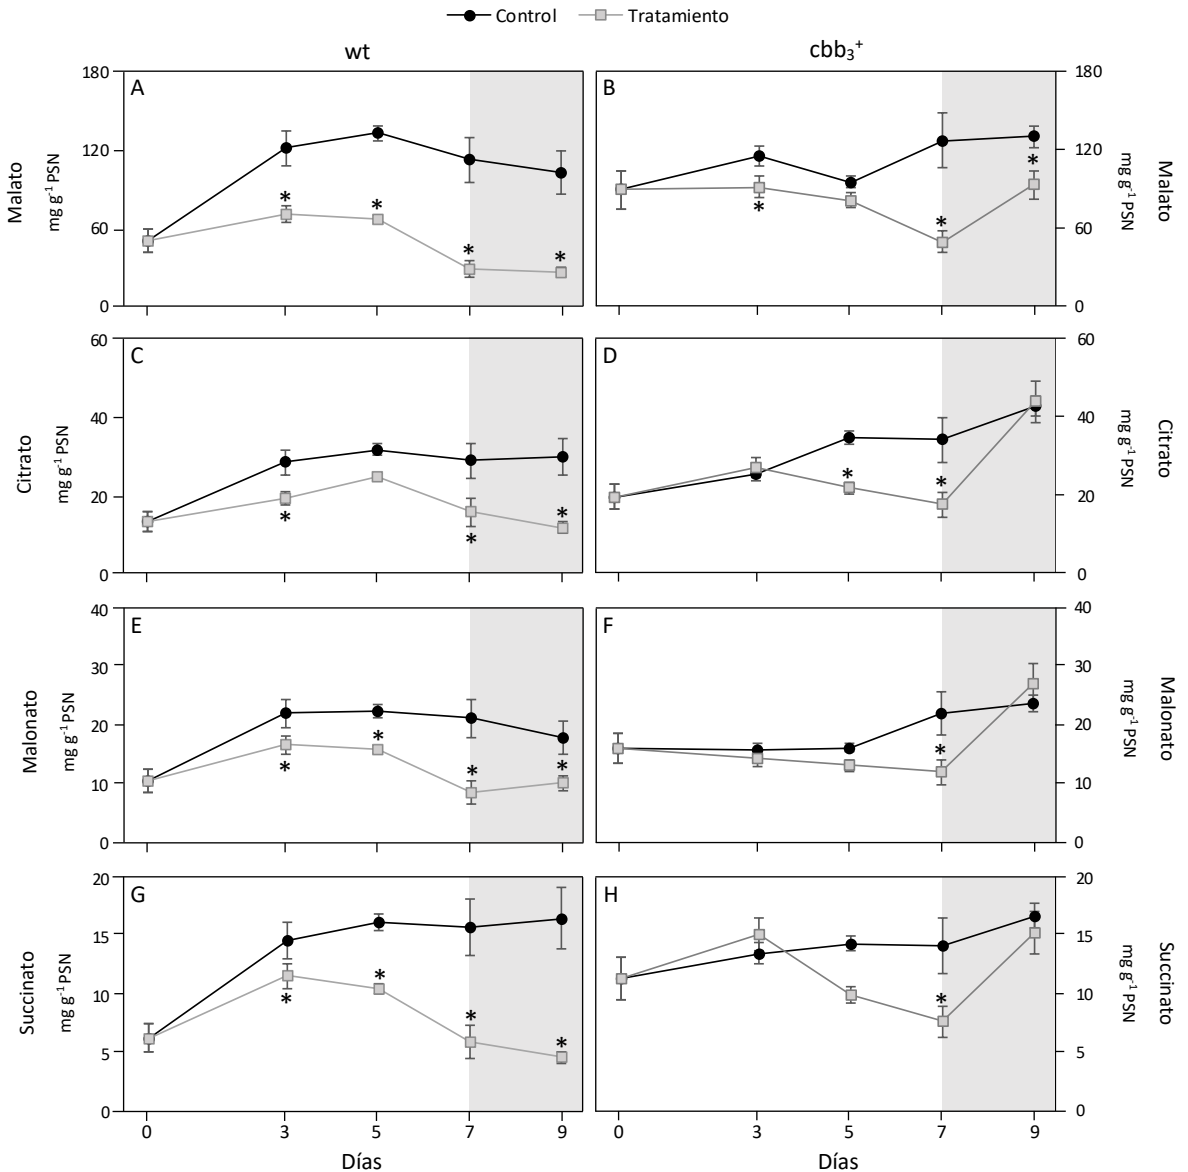 Control Tratamiento
wt cbb₃⁺
A
180
120
60
0
Malato
mg g⁻¹ PSN
*
*
*
*
B
180
120
60
0
mg g⁻¹ PSN
Malato
*
*
*
C
60
40
20
0
Citrato
mg g⁻¹ PSN
*
*
*
D
60
40
20
0
mg g⁻¹ PSN
Citrato
*
*
E
40
30
20
10
0
Malonato
mg g⁻¹ PSN
*
*
*
*
F
40
30
20
10
0
mg g⁻¹ PSN
Malonato
*
G
20
15
10
5
0
Succinato
mg g⁻¹ PSN
*
*
*
*
H
20
15
10
5
0
mg g⁻¹ PSN
Succinato
*
0 3 5 7 9
0 3 5 7 9
Días
Días